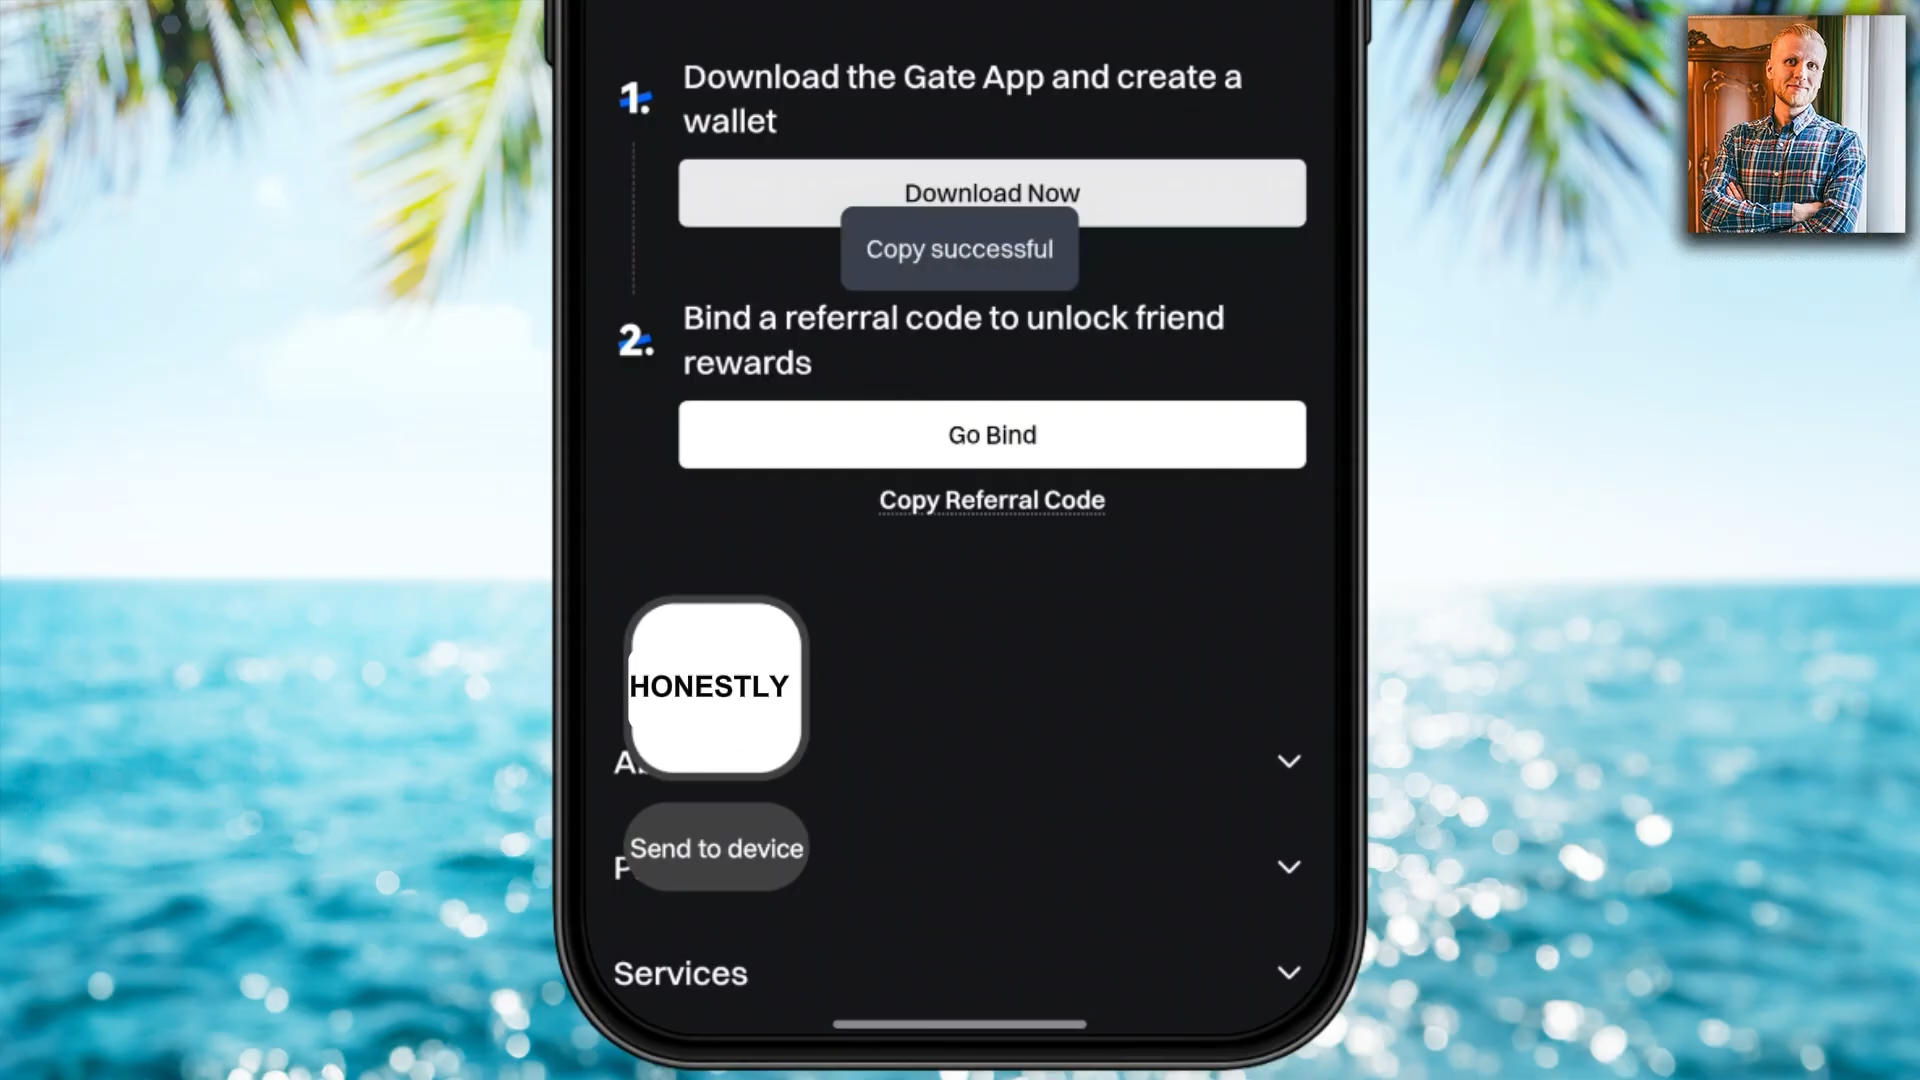 1. Download the Gate App and create a
wallet
Download Now
Copy successful
2. Bind a referral code to unlock friend
rewards
Go Bind
Copy Referral Code
HONESTLY
Send to device
Services